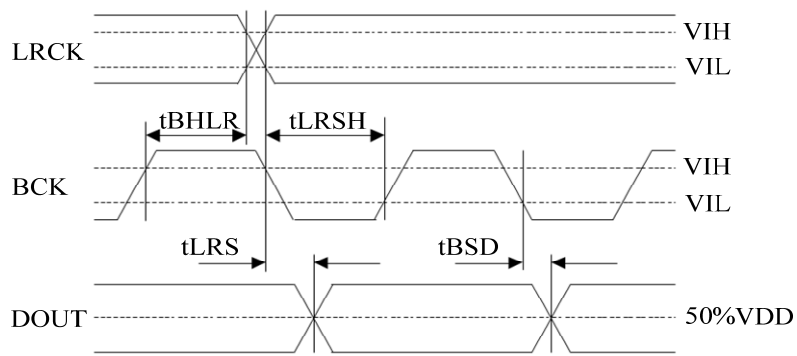 LRCK
VIH
VIL
tBHLR
tLRSH
BCK
VIH
VIL
tLRS
tBSD
DOUT
50%VDD